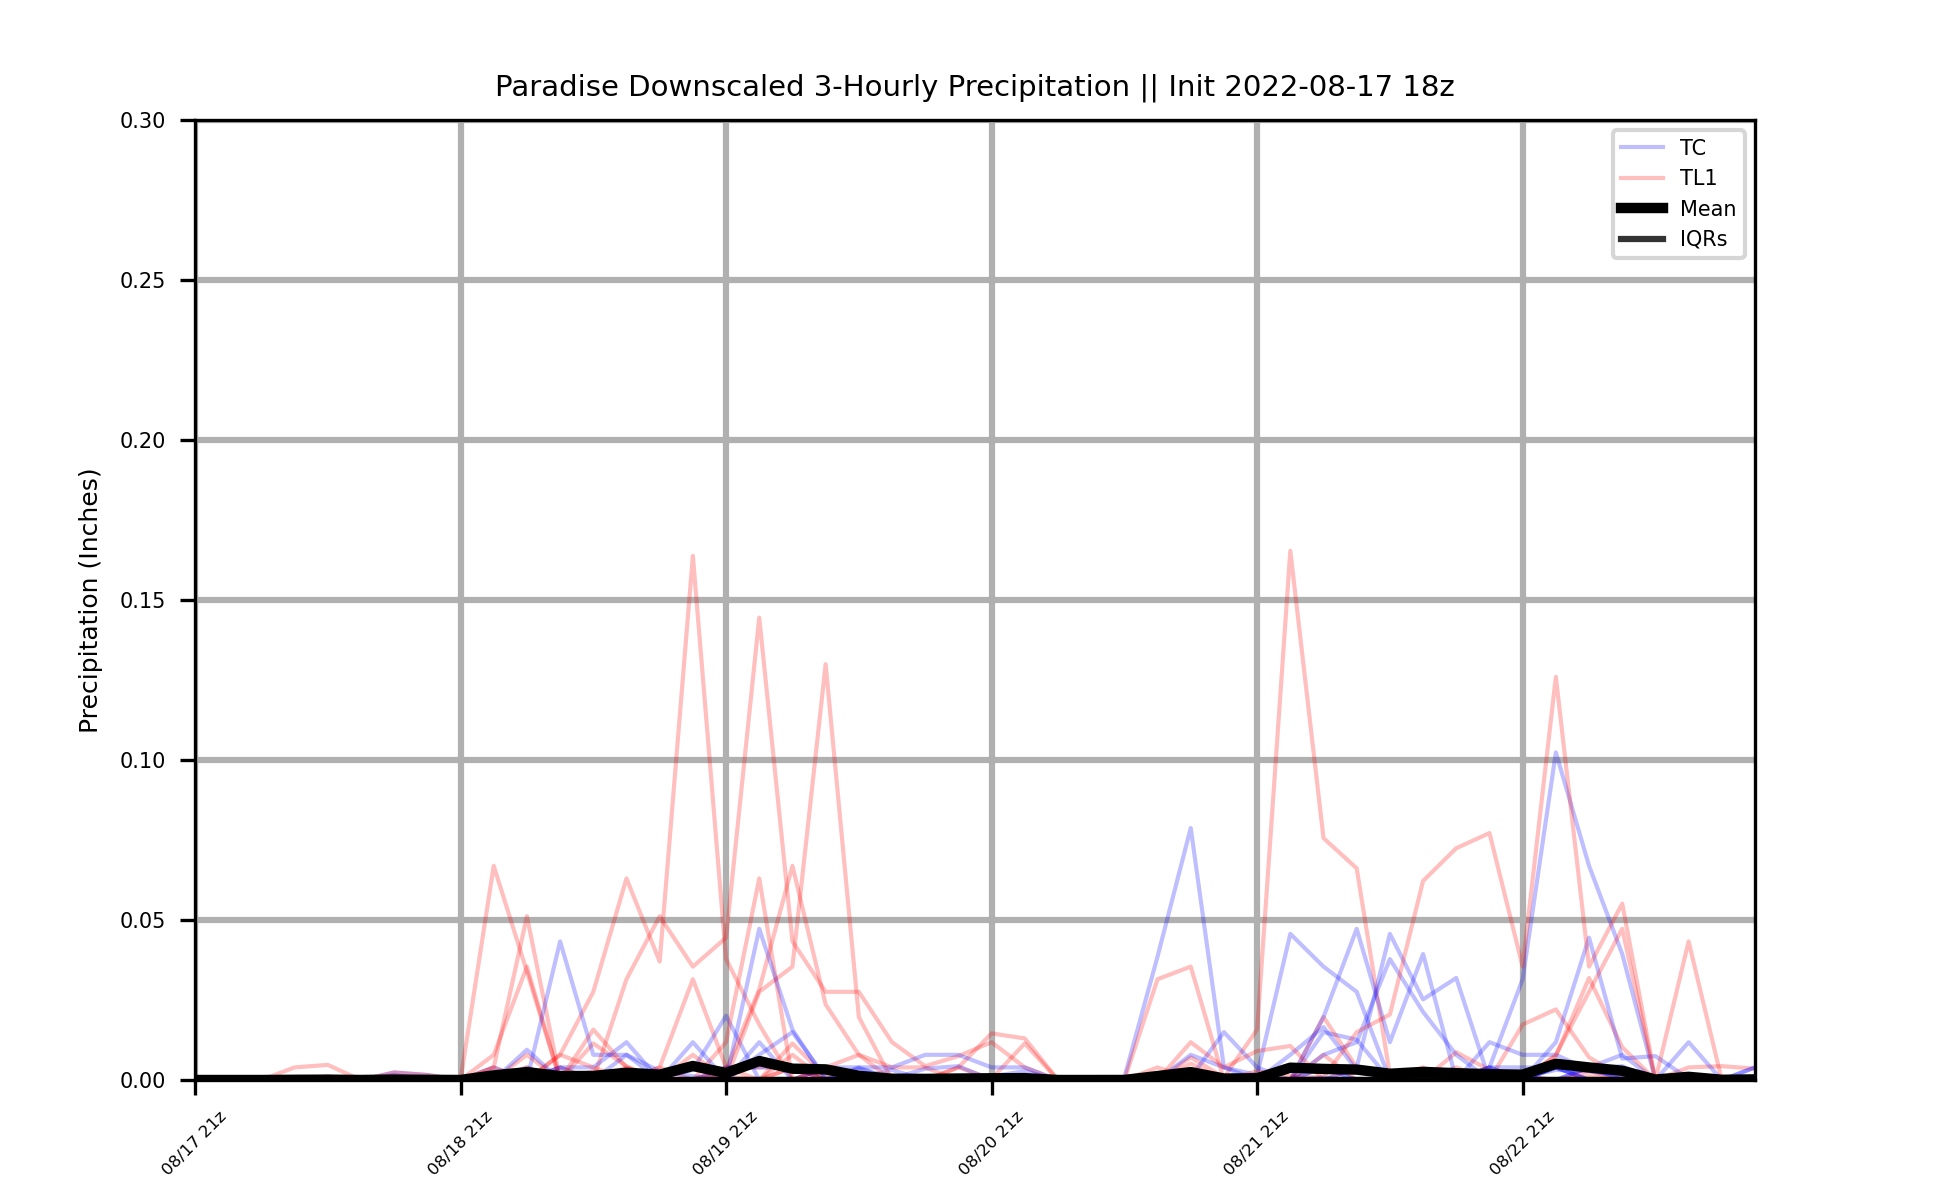 Paradise Downscaled 3-Hourly Precipitation || Init 2022-08-17 18z
0.30
0.25
0.20
0.15
0.10
0.05
0.00
Precipitation (Inches)
TC
TL1
Mean
IQRs
08/17 21z
08/18 21z
08/19 21z
08/20 21z
08/21 21z
08/22 21z